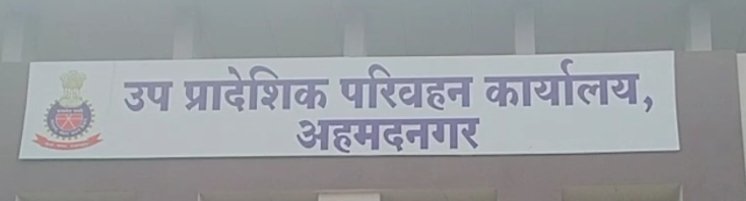 उप प्रादेशिक परिवहन कार्यालय,
अहमदनगर